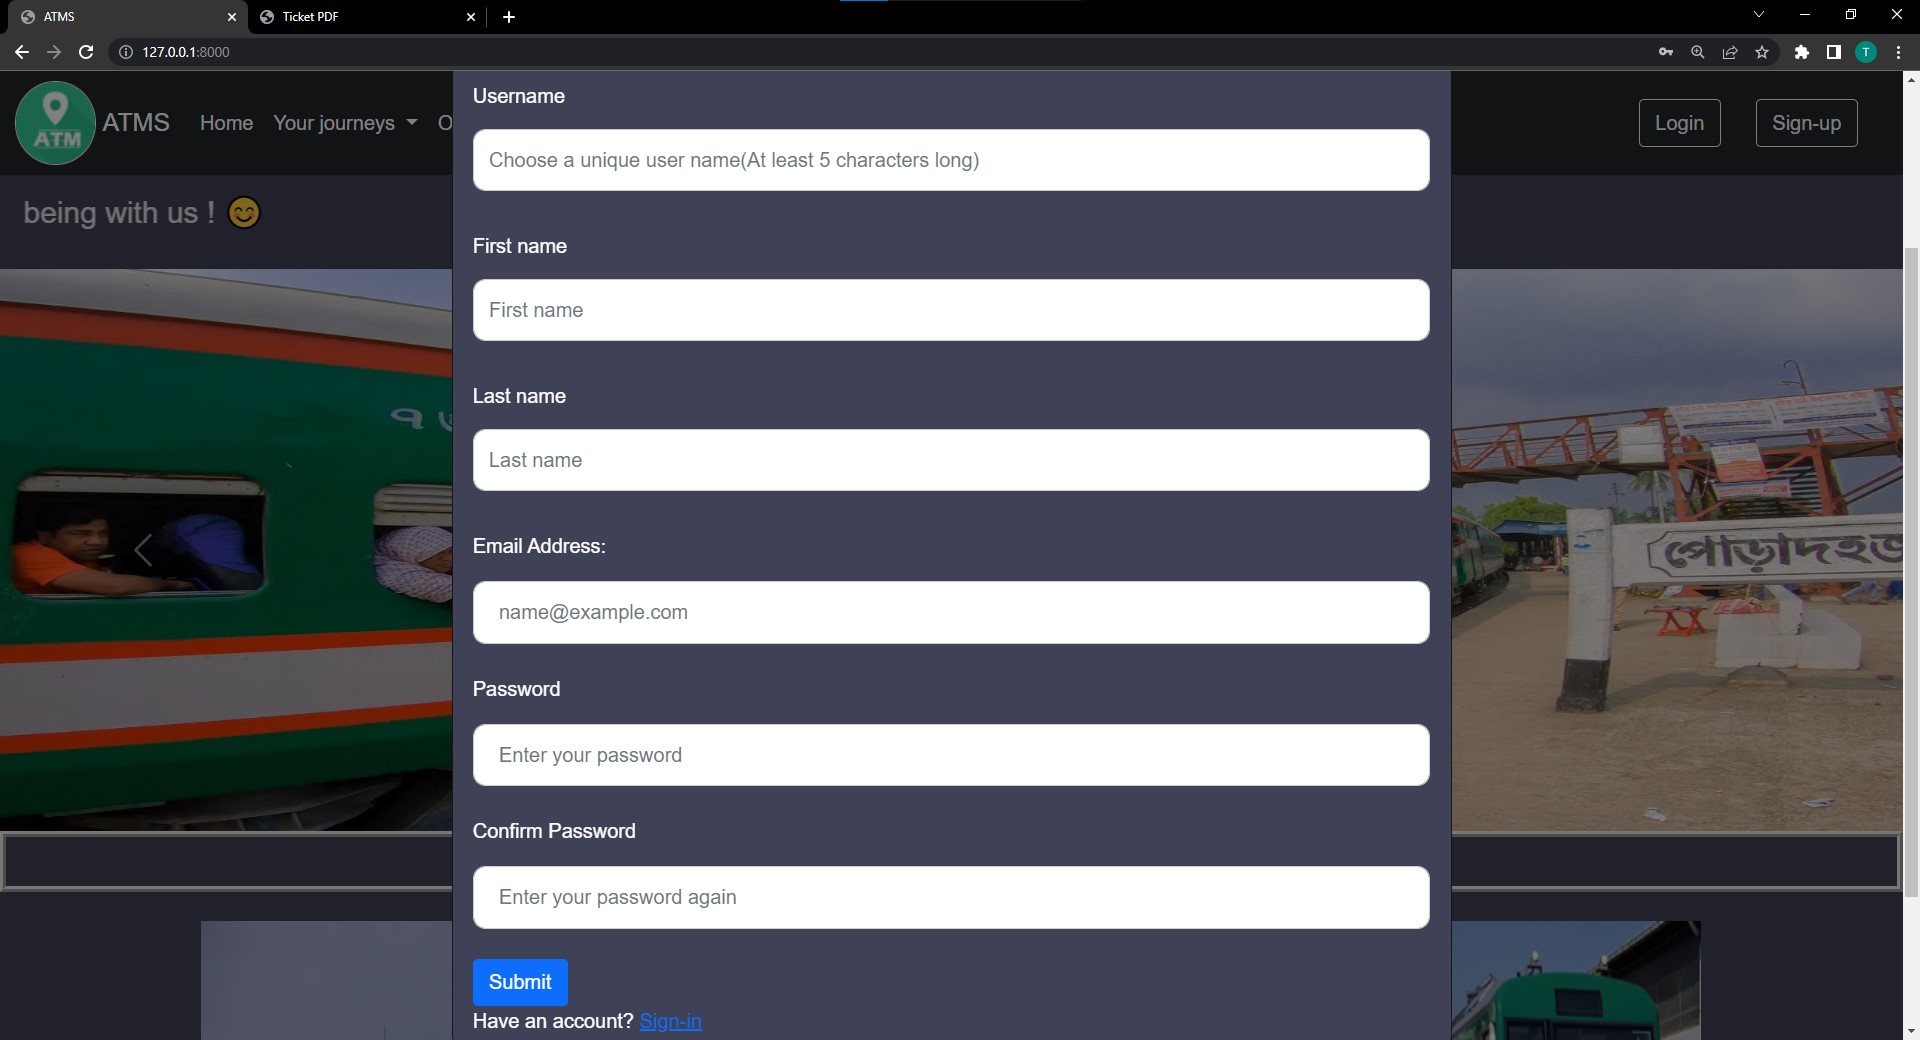 ATMS
Ticket PDF
127.0.0.1:8000
T
ATM
ATMS
Home
Your journeys
O
Login
Sign-up
being with us ! 😊
Username
Choose a unique user name(At least 5 characters long)
First name
First name
Last name
Last name
Email Address:
name@example.com
Password
Enter your password
Confirm Password
Enter your password again
Submit
Have an account? Sign-in
পোড়াদহ